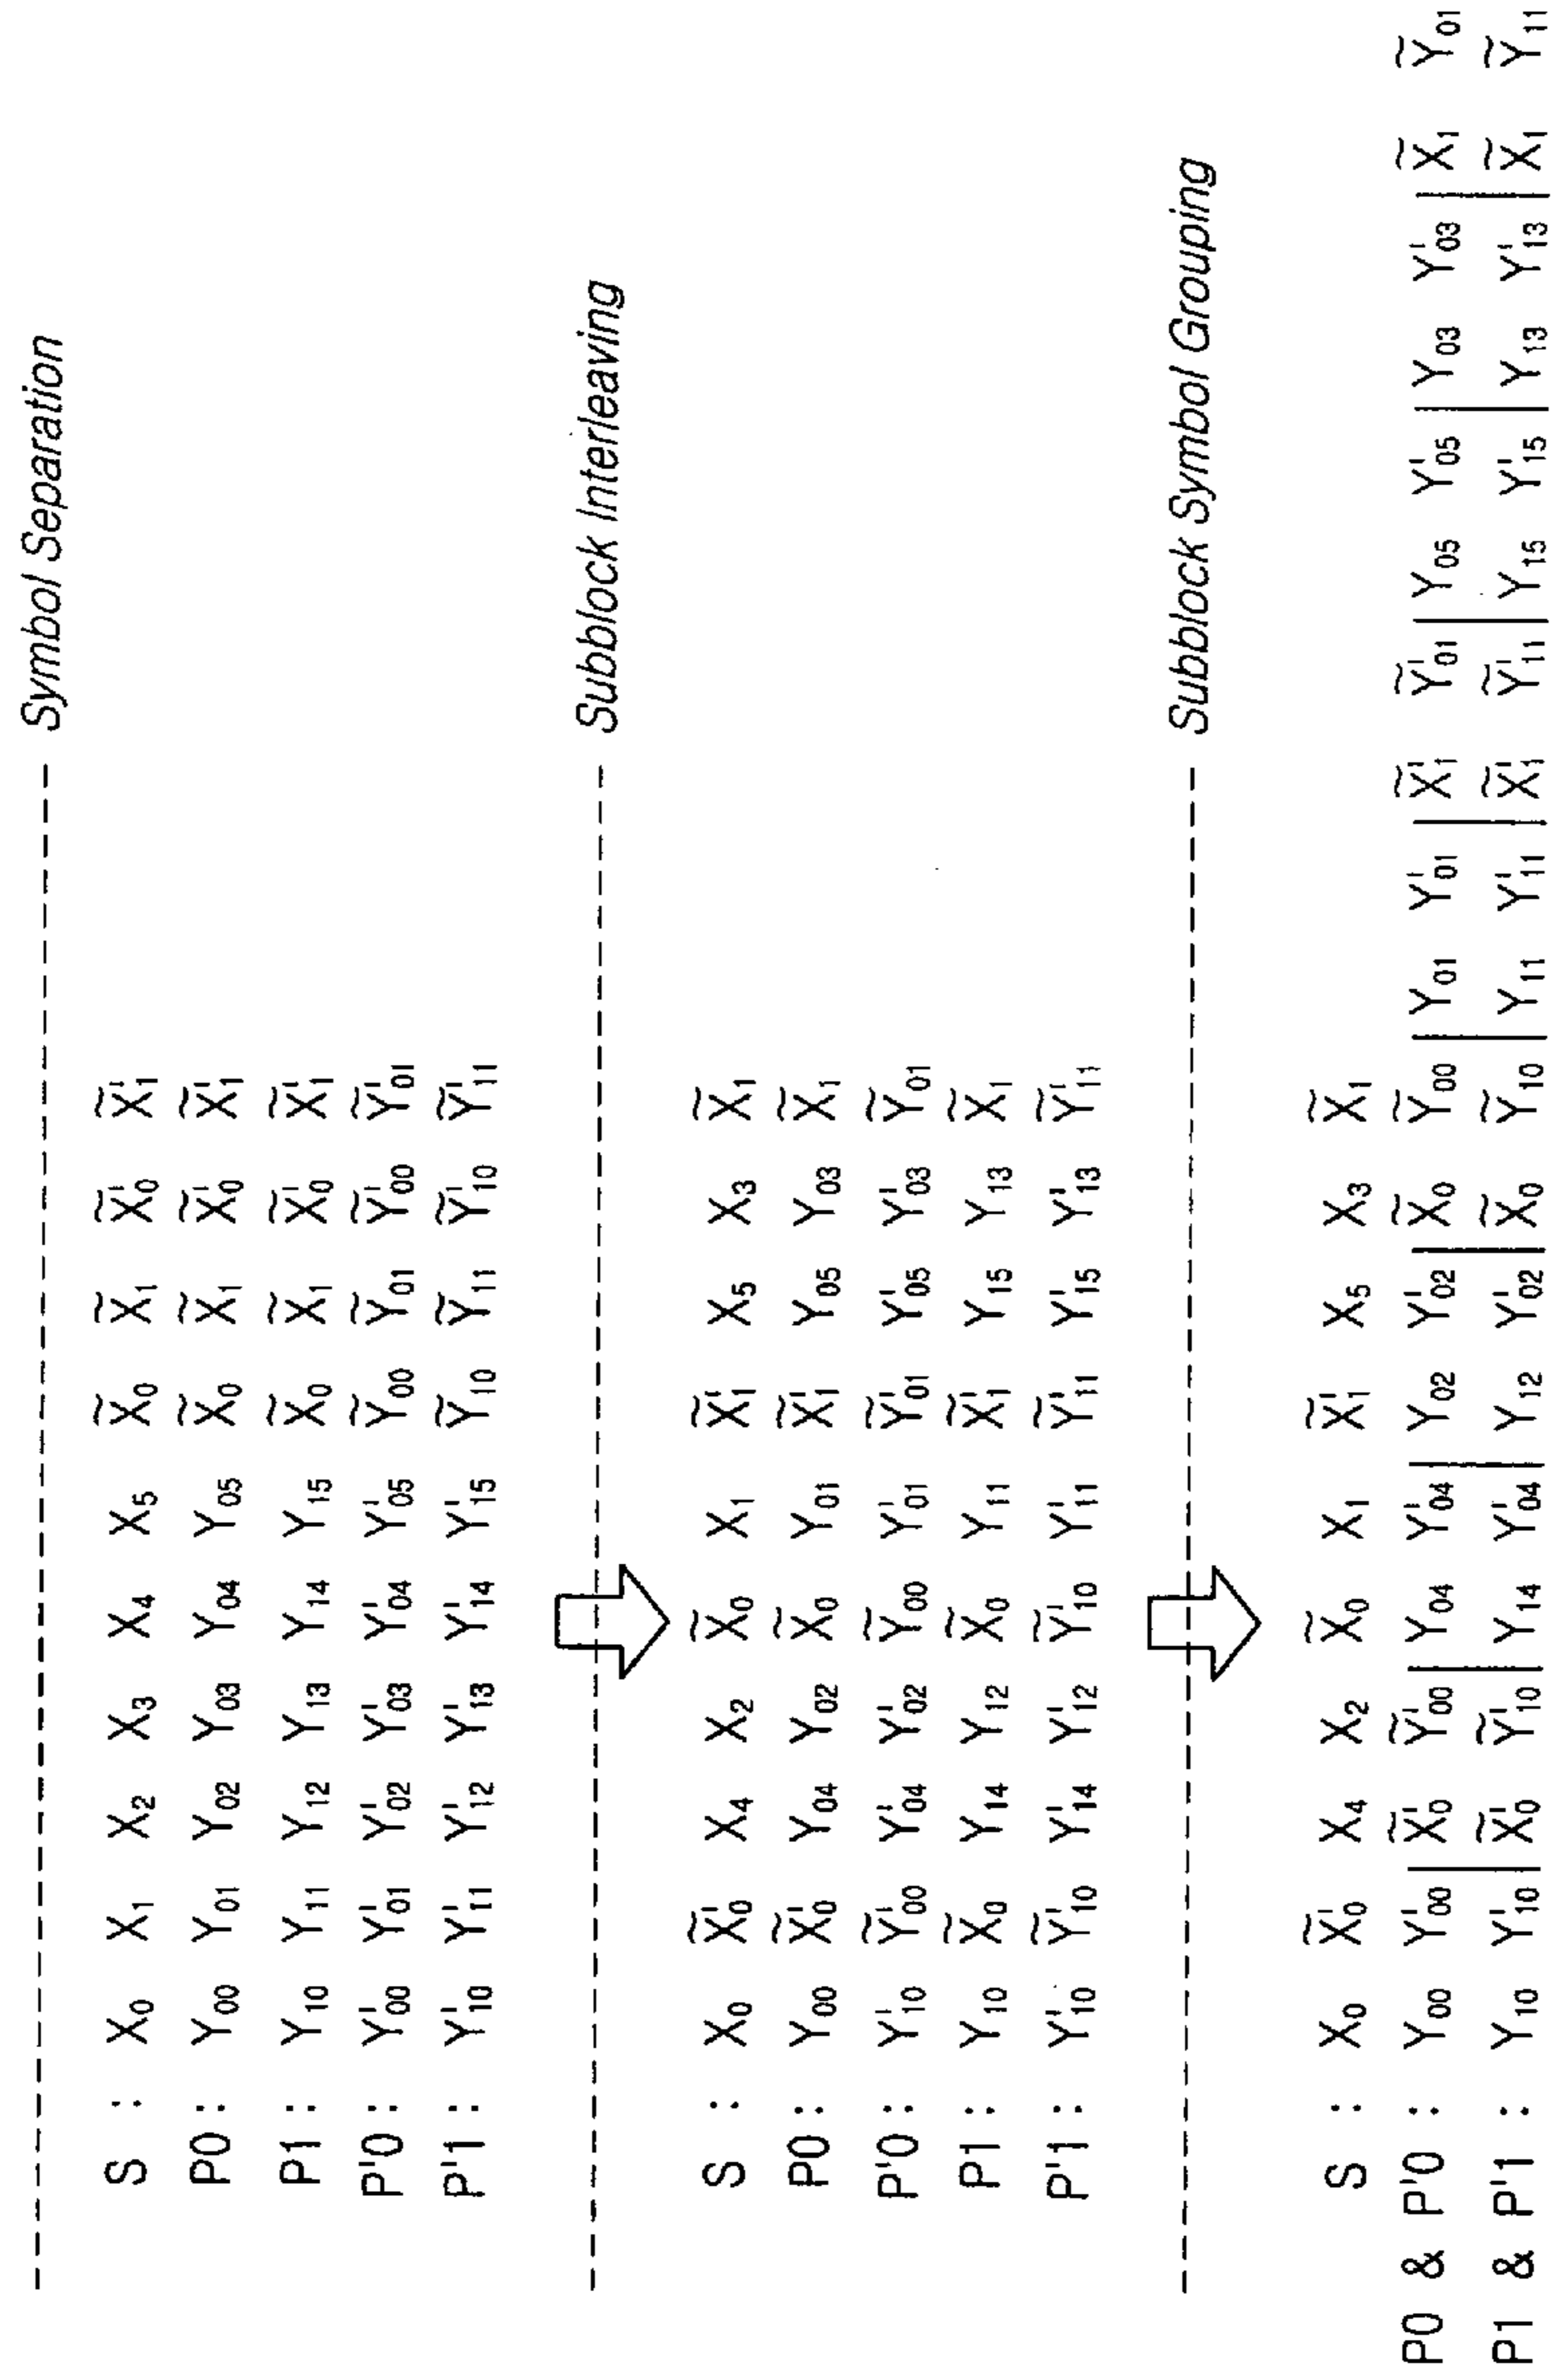 Symbol Separation
S : X₀ X₁ X₂ X₃ X₄ X₅ X̃₀ X̃₁ X̃'₀ X̃'₁
P0 : Y₀₀ Y₀₁ Y₀₂ Y₀₃ Y₀₄ Y₀₅ X̃₀ X̃₁ X̃'₀ X̃'₁
P1 : Y₁₀ Y₁₁ Y₁₂ Y₁₃ Y₁₄ Y₁₅ X̃₀ X̃₁ X̃'₀ X̃'₁
P'0 : Y'₀₀ Y'₀₁ Y'₀₂ Y'₀₃ Y'₀₄ Y'₀₅ Ỹ₀₀ Ỹ₀₁ Ỹ'₀₀ Ỹ'₀₁
P'1 : Y'₁₀ Y'₁₁ Y'₁₂ Y'₁₃ Y'₁₄ Y'₁₅ Ỹ₁₀ Ỹ₁₁ Ỹ'₁₀ Ỹ'₁₁
Subblock Interleaving
S : X₀ X̃'₀ X₄ X₂ X̃₀ X₁ X̃'₁ X₅ X₃ X̃₁
P0 : Y₀₀ X̃'₀ Y₀₄ Y₀₂ X̃₀ Y₀₁ X̃'₁ Y₀₅ Y₀₃ X̃₁
P'0 : Y'₁₀ Ỹ'₀₀ Y'₀₄ Y'₀₂ Ỹ₀₀ Y'₀₁ Ỹ'₀₁ Y'₀₅ Y'₀₃ Ỹ₀₁
P1 : Y₁₀ X̃₀ Y₁₄ Y₁₂ X̃₀ Y₁₁ X̃'₁ Y₁₅ Y₁₃ X̃₁
P'1 : Y'₁₀ Ỹ'₁₀ Y'₁₄ Y'₁₂ Ỹ'₁₀ Y'₁₁ Ỹ'₁₁ Y'₁₅ Y'₁₃ Ỹ'₁₁
Subblock Symbol Grouping
S : X₀ X̃'₀ X₄ X₂ X̃₀ X₁ X̃'₁ X₅ X₃ X̃₁
P0 & P'0 : Y₀₀ Y'₀₀ | X̃'₀ Ỹ'₀₀ | Y₀₄ Y'₀₄ | Y₀₂ Y'₀₂ | X̃₀ Ỹ₀₀ | Y₀₁ Y'₀₁ | X̃'₁ Ỹ'₀₁ | Y₀₅ Y'₀₅ | Y₀₃ Y'₀₃ | X̃₁ Ỹ₀₁
P1 & P'1 : Y₁₀ Y'₁₀ | X̃'₀ Ỹ'₁₀ | Y₁₄ Y'₀₄ | Y₁₂ Y'₀₂ | X̃₀ Ỹ₁₀ | Y₁₁ Y'₁₁ | X̃'₁ Ỹ'₁₁ | Y₁₅ Y'₁₅ | Y₁₃ Y'₁₃ | X̃₁ Ỹ₁₁